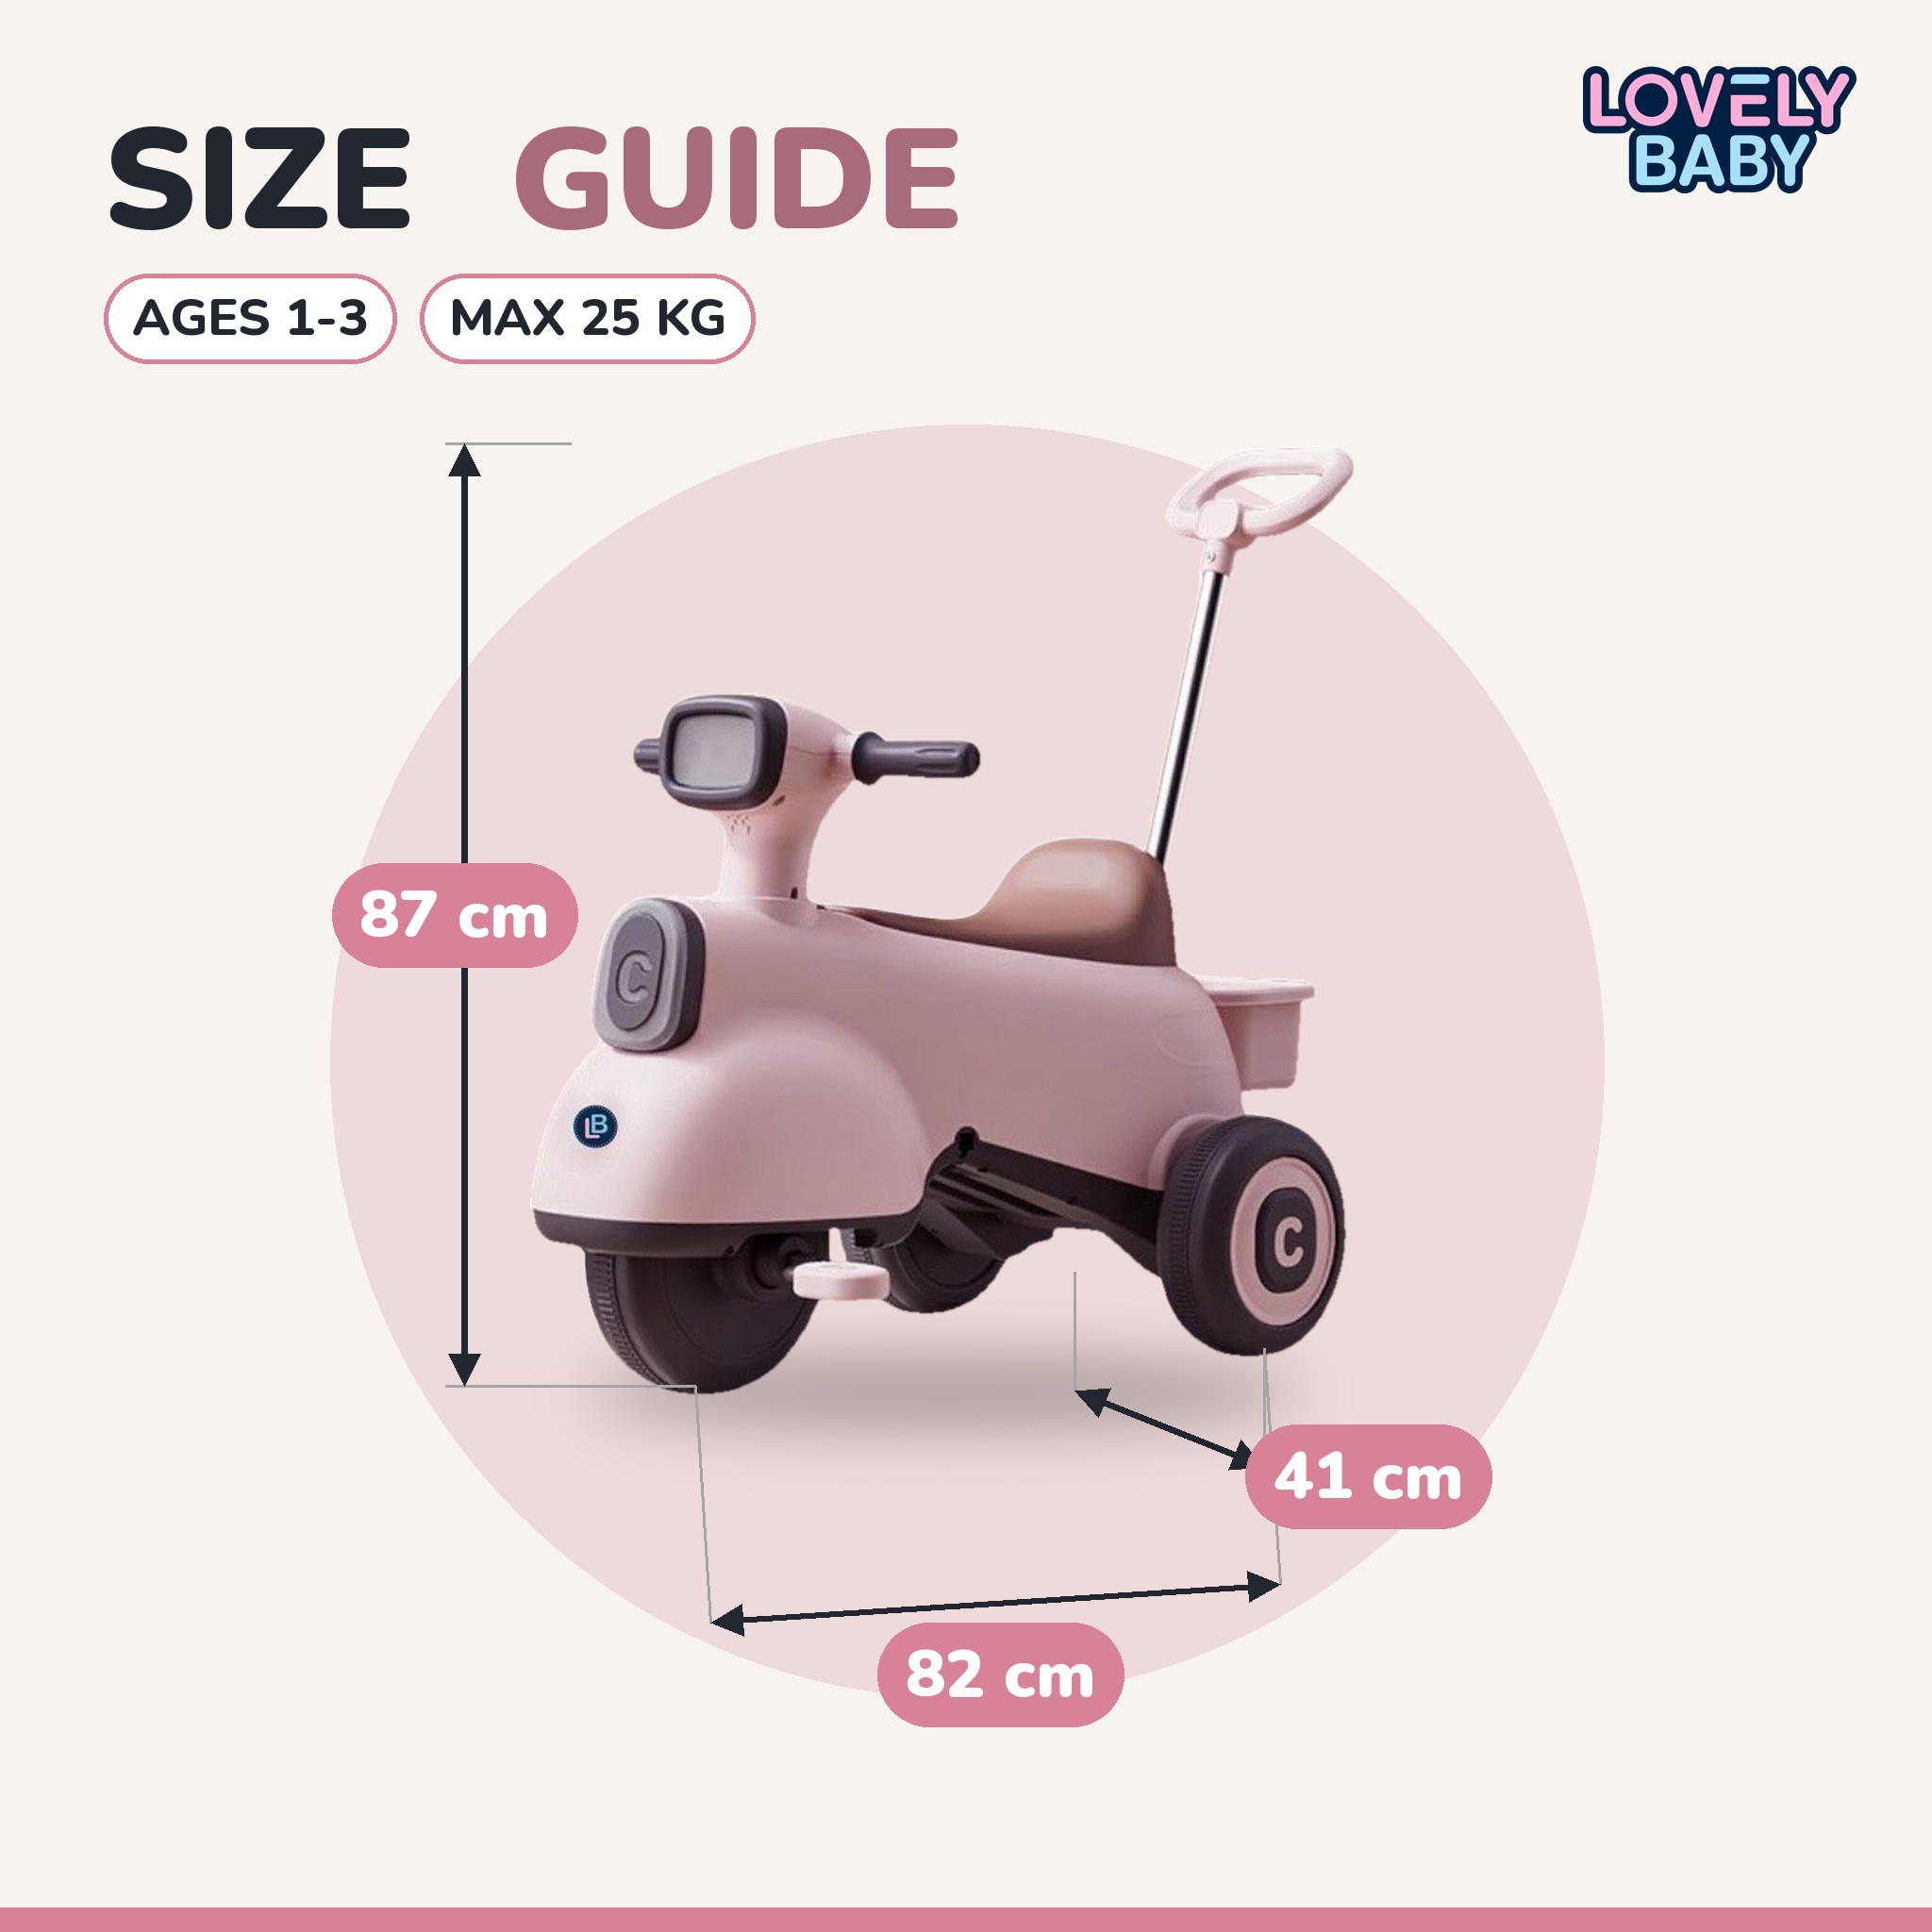 LOVELY
BABY
SIZE GUIDE
AGES 1-3
MAX 25 KG
87 cm
C
LB
C
41 cm
82 cm